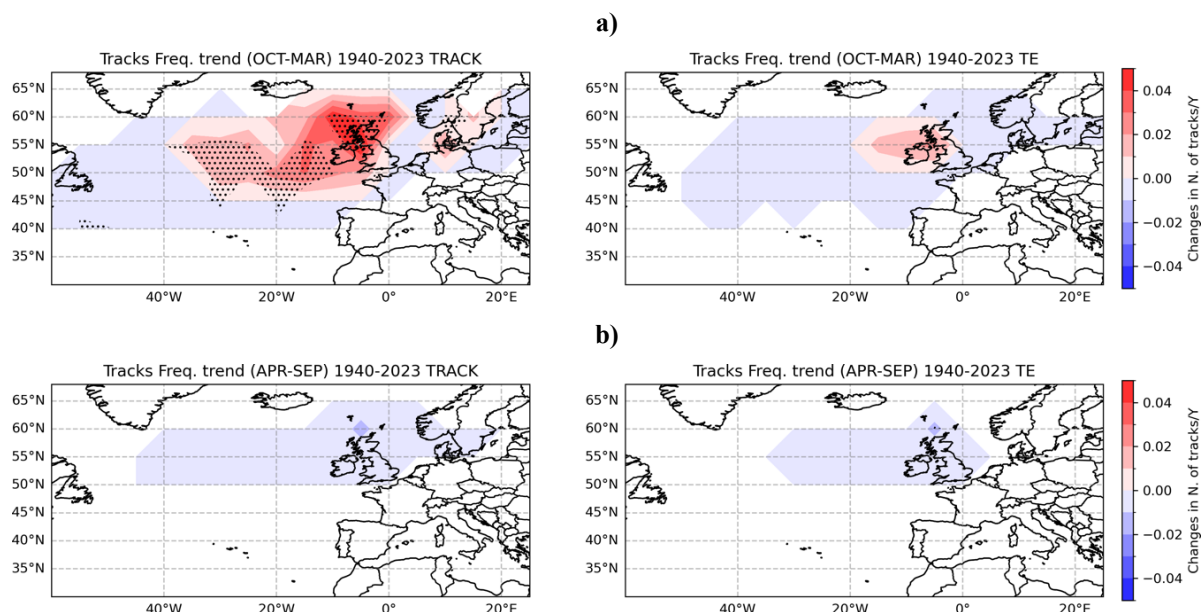 a)
Tracks Freq. trend (OCT-MAR) 1940-2023 TRACK
Tracks Freq. trend (OCT-MAR) 1940-2023 TE
65°N
60°N
55°N
50°N
45°N
40°N
35°N
40°W 20°W 0° 20°E
65°N
60°N
55°N
50°N
45°N
40°N
35°N
40°W 20°W 0° 20°E
0.04
0.02
0.00
−0.02
−0.04
Changes in N. of tracks/Y
b)
Tracks Freq. trend (APR-SEP) 1940-2023 TRACK
Tracks Freq. trend (APR-SEP) 1940-2023 TE
65°N
60°N
55°N
50°N
45°N
40°N
35°N
30°N
40°W 20°W 0° 20°E
65°N
60°N
55°N
50°N
45°N
40°N
35°N
30°N
40°W 20°W 0° 20°E
0.04
0.02
0.00
−0.02
−0.04
Changes in N. of tracks/Y